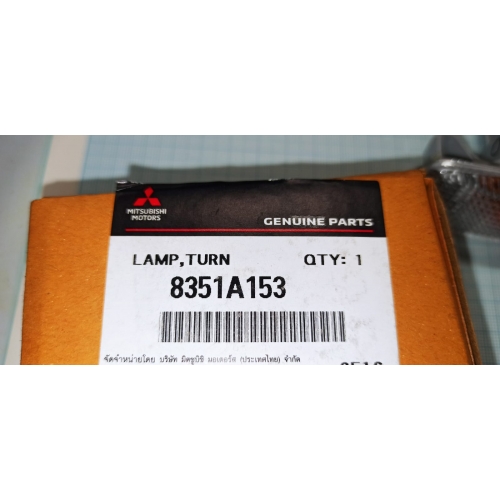 MITSUBISHI
MOTORS
GENUINE PARTS
LAMP,TURN QTY: 1
8351A153
จัดจำหน่ายโดย บริษัท มิตซูบิชิ มอเตอร์ส (ประเทศไทย) จำกัด